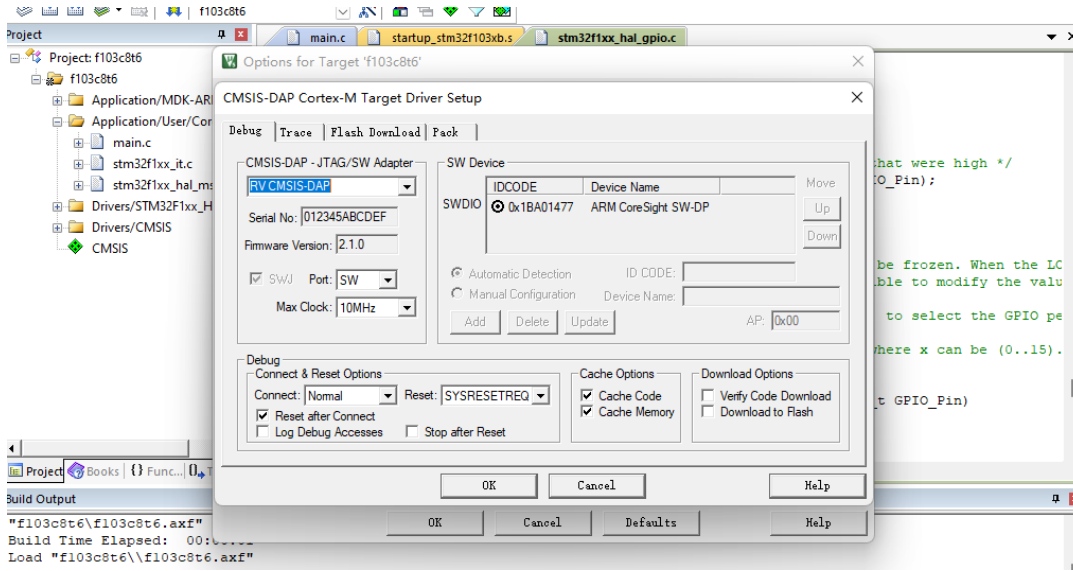 f103c8t6
Project
main.c
startup_stm32f103xb.s
stm32f1xx_hal_gpio.c
Project: f103c8t6
f103c8t6
Application/MDK-AR
Application/User/Cor
main.c
stm32f1xx_it.c
stm32f1xx_hal_ms
Drivers/STM32F1xx_H
Drivers/CMSIS
CMSIS
Options for Target 'f103c8t6'
CMSIS-DAP Cortex-M Target Driver Setup
Debug Trace Flash Download Pack
CMSIS-DAP - JTAG/SW Adapter
RV CMSIS-DAP
Serial No: 012345ABCDEF
Firmware Version: 2.1.0
SWJ Port: SW
Max Clock: 10MHz
SW Device
IDCODE Device Name
SWDIO 0x1BA01477 ARM CoreSight SW-DP
Move
Up
Down
Automatic Detection ID CODE:
Manual Configuration Device Name:
Add Delete Update AP: 0x00
Debug
Connect & Reset Options
Connect: Normal Reset: SYSRESETREQ
Reset after Connect
Log Debug Accesses Stop after Reset
Cache Options
Cache Code
Cache Memory
Download Options
Verify Code Download
Download to Flash
OK Cancel Help
OK Cancel Defaults Help
that were high */
IO_Pin);
be frozen. When the LC
ble to modify the valu
to select the GPIO pe
where x can be (0..15).
t GPIO_Pin)
Project Books Func...
Build Output
"f103c8t6\f103c8t6.axf"
Build Time Elapsed: 00:
Load "f103c8t6\\f103c8t6.axf"